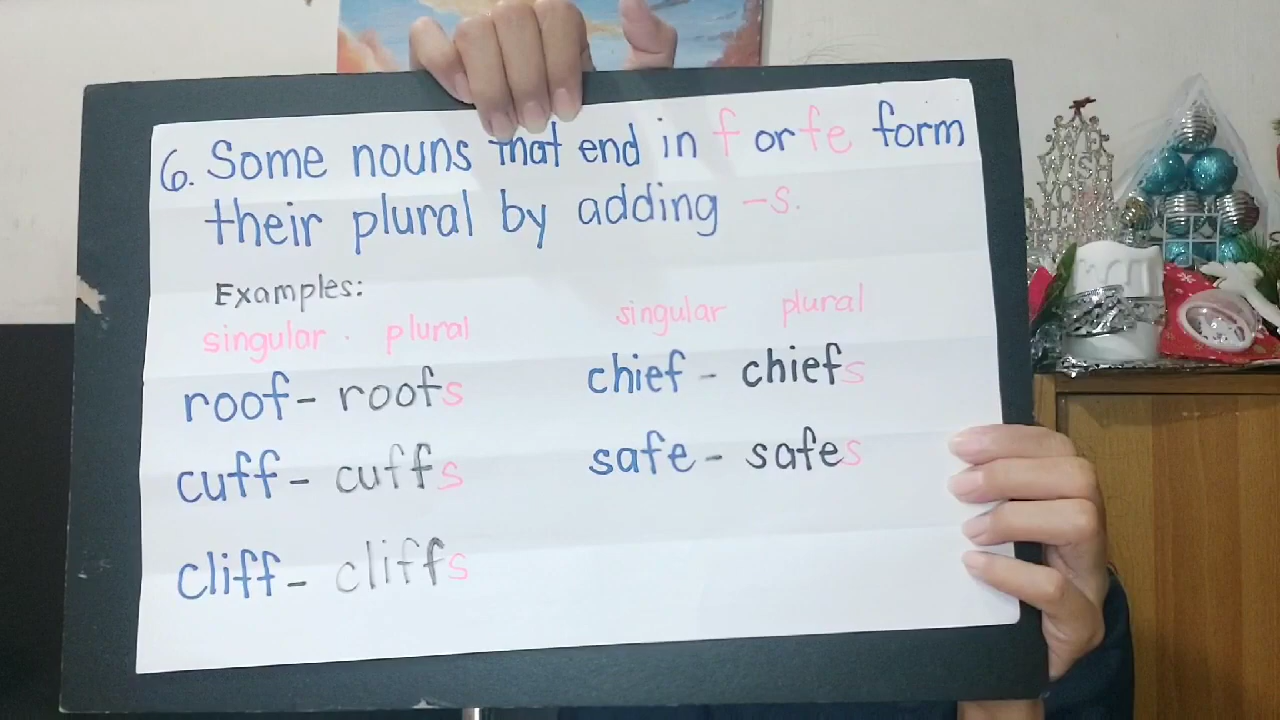 6. Some nouns that end in f or fe form
their plural by adding -s.
Examples:
singular . plural
roof - roofs
cuff - cuffs
cliff - cliffs
singular plural
chief - chiefs
safe - safes